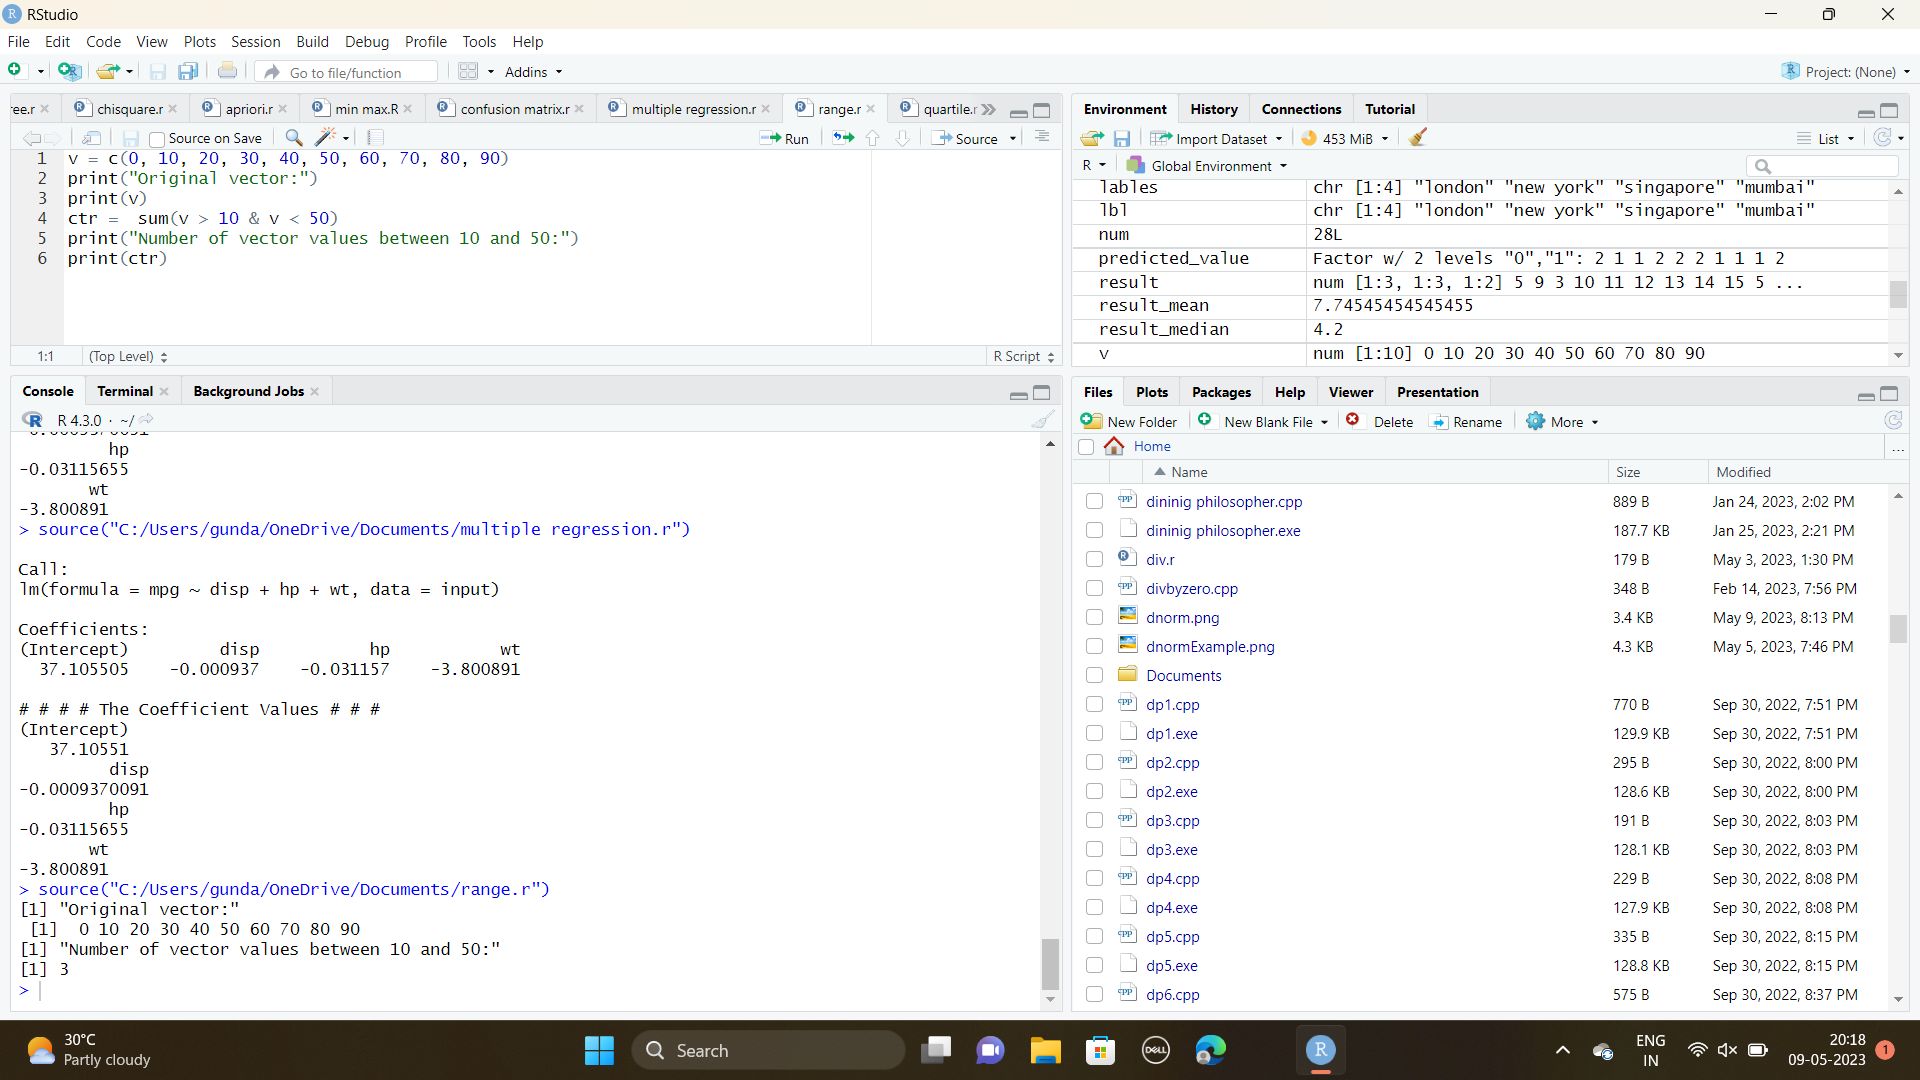 RStudio
File Edit Code View Plots Session Build Debug Profile Tools Help
Go to file/function Addins Project: (None)
ree.r chisquare.r apriori.r min max.R confusion matrix.r multiple regression.r range.r quartile.r
Source on Save Run Source
1 v = c(0, 10, 20, 30, 40, 50, 60, 70, 80, 90)
2 print("Original vector:")
3 print(v)
4 ctr = sum(v > 10 & v < 50)
5 print("Number of vector values between 10 and 50:")
6 print(ctr)
1:1 (Top Level) R Script
Console Terminal Background Jobs
R 4.3.0 · ~/
hp
-0.03115655
wt
-3.800891
> source("C:/Users/gunda/OneDrive/Documents/multiple regression.r")
Call:
lm(formula = mpg ~ disp + hp + wt, data = input)
Coefficients:
(Intercept) disp hp wt
37.105505 -0.000937 -0.031157 -3.800891
# # # # The Coefficient Values # # #
(Intercept)
37.10551
disp
-0.0009370091
hp
-0.03115655
wt
-3.800891
> source("C:/Users/gunda/OneDrive/Documents/range.r")
[1] "Original vector:"
[1] 0 10 20 30 40 50 60 70 80 90
[1] "Number of vector values between 10 and 50:"
[1] 3
>
Environment History Connections Tutorial
Import Dataset 453 MiB List
R Global Environment
lables chr [1:4] "london" "new york" "singapore" "mumbai"
lbl chr [1:4] "london" "new york" "singapore" "mumbai"
num 28L
predicted_value Factor w/ 2 levels "0","1": 2 1 1 2 2 2 1 1 1 2
result num [1:3, 1:3, 1:2] 5 9 3 10 11 12 13 14 15 5 ...
result_mean 7.74545454545455
result_median 4.2
v num [1:10] 0 10 20 30 40 50 60 70 80 90
Files Plots Packages Help Viewer Presentation
New Folder New Blank File Delete Rename More
Home ...
Name Size Modified
dininig philosopher.cpp 889 B Jan 24, 2023, 2:02 PM
dininig philosopher.exe 187.7 KB Jan 25, 2023, 2:21 PM
div.r 179 B May 3, 2023, 1:30 PM
divbyzero.cpp 348 B Feb 14, 2023, 7:56 PM
dnorm.png 3.4 KB May 9, 2023, 8:13 PM
dnormExample.png 4.3 KB May 5, 2023, 7:46 PM
Documents
dp1.cpp 770 B Sep 30, 2022, 7:51 PM
dp1.exe 129.9 KB Sep 30, 2022, 7:51 PM
dp2.cpp 295 B Sep 30, 2022, 8:00 PM
dp2.exe 128.6 KB Sep 30, 2022, 8:00 PM
dp3.cpp 191 B Sep 30, 2022, 8:03 PM
dp3.exe 128.1 KB Sep 30, 2022, 8:03 PM
dp4.cpp 229 B Sep 30, 2022, 8:08 PM
dp4.exe 127.9 KB Sep 30, 2022, 8:08 PM
dp5.cpp 335 B Sep 30, 2022, 8:15 PM
dp5.exe 128.8 KB Sep 30, 2022, 8:15 PM
dp6.cpp 575 B Sep 30, 2022, 8:37 PM
30°C
Partly cloudy
Search
DELL
R
ENG
IN
20:18
09-05-2023
1